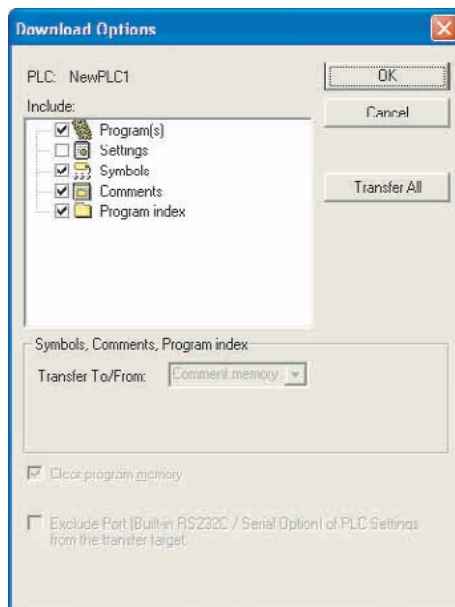 Download Options
PLC: NewPLC1
OK
Include:
Cancel
Program(s)
Settings
Symbols
Transfer All
Comments
Program index
Symbols, Comments, Program index
Transfer To/From:
Comment memory
Clear program memory
Exclude Port [Built-in RS232C / Serial Option] of PLC Settings
from the transfer target.